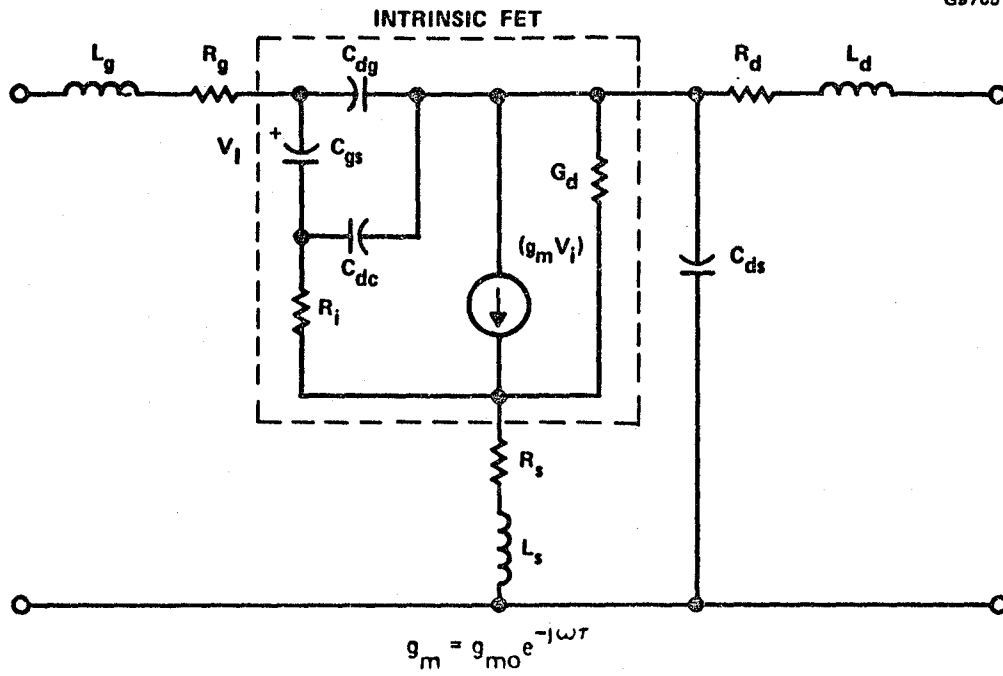 INTRINSIC FET
L_g
R_g
C_dg
R_d
L_d
+
V_i
C_gs
G_d
C_dc
(g_m V_i)
C_ds
R_i
R_s
L_s
g_m = g_mo e^-jωτ